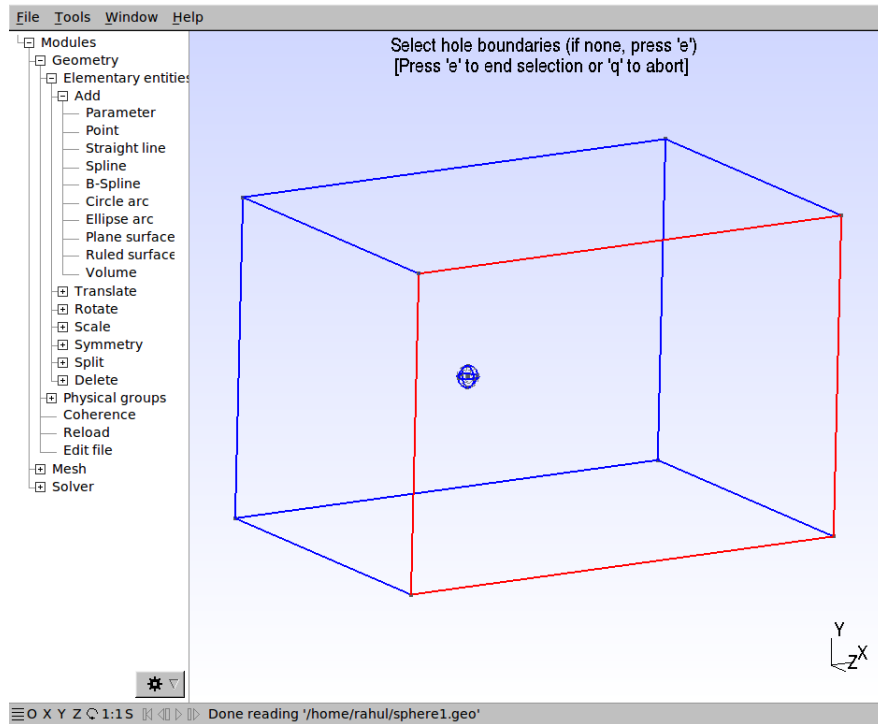 File Tools Window Help
Modules
Geometry
Elementary entities
Add
Parameter
Point
Straight line
Spline
B-Spline
Circle arc
Ellipse arc
Plane surface
Ruled surface
Volume
Translate
Rotate
Scale
Symmetry
Split
Delete
Physical groups
Coherence
Reload
Edit file
Mesh
Solver
Select hole boundaries (if none, press 'e')
[Press 'e' to end selection or 'q' to abort]
Y
X
Z
O X Y Z 1:1 S Done reading '/home/rahul/sphere1.geo'